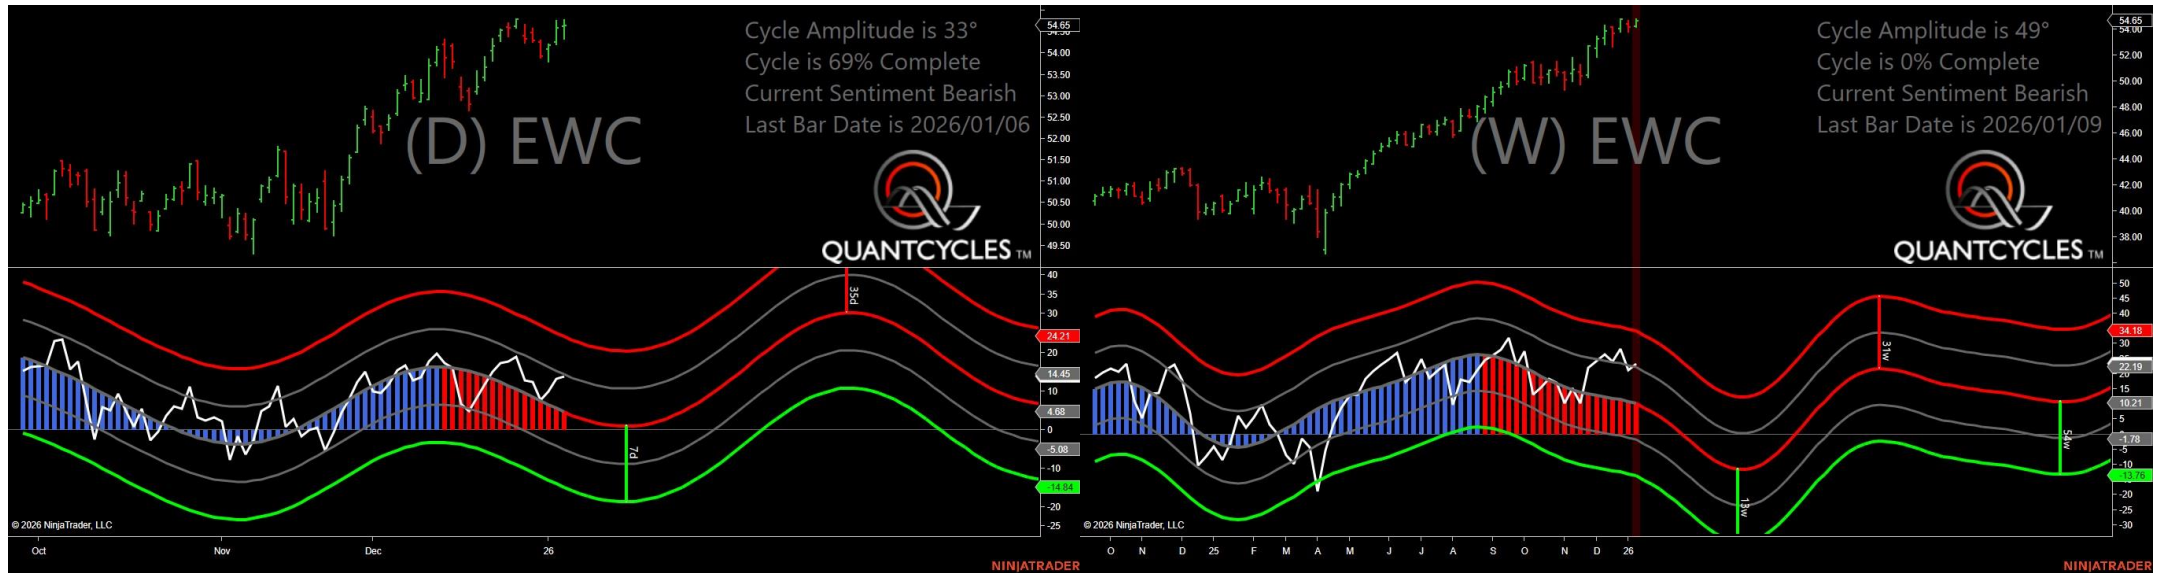 Cycle Amplitude is 33°
Cycle is 69% Complete
Current Sentiment Bearish
Last Bar Date is 2026/01/06
(D) EWC
QUANTCYCLES TM
54.65
54.00
53.50
53.00
52.50
52.00
51.50
51.00
50.50
50.00
49.50
40
35
30
24.21
20
14.45
10
4.68
0
-5.08
-10
-14.84
-20
-25
35d
7d
© 2026 NinjaTrader, LLC
Oct
Nov
Dec
26
NINJATRADER
Cycle Amplitude is 49°
Cycle is 0% Complete
Current Sentiment Bearish
Last Bar Date is 2026/01/09
(W) EWC
QUANTCYCLES TM
54.65
54.00
52.00
50.00
48.00
46.00
44.00
42.00
40.00
38.00
50
45
40
34.18
30
22.19
20
15
10.21
5
-1.78
-5
-10
-13.76
-20
-25
-30
31w
54w
13w
© 2026 NinjaTrader, LLC
O
N
D
25
F
M
A
M
J
J
A
S
O
N
D
26
NINJATRADER